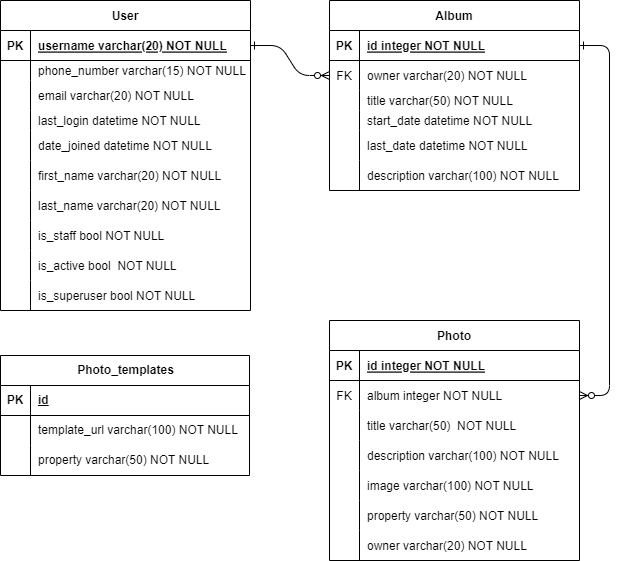 User
PK username varchar(20) NOT NULL
phone_number varchar(15) NOT NULL
email varchar(20) NOT NULL
last_login datetime NOT NULL
date_joined datetime NOT NULL
first_name varchar(20) NOT NULL
last_name varchar(20) NOT NULL
is_staff bool NOT NULL
is_active bool  NOT NULL
is_superuser bool NOT NULL
Album
PK id integer NOT NULL
FK owner varchar(20) NOT NULL
title varchar(50) NOT NULL
start_date datetime NOT NULL
last_date datetime NOT NULL
description varchar(100) NOT NULL
Photo_templates
PK id
template_url varchar(100) NOT NULL
property varchar(50) NOT NULL
Photo
PK id integer NOT NULL
FK album integer NOT NULL
title varchar(50)  NOT NULL
description varchar(100) NOT NULL
image varchar(100) NOT NULL
property varchar(50) NOT NULL
owner varchar(20) NOT NULL